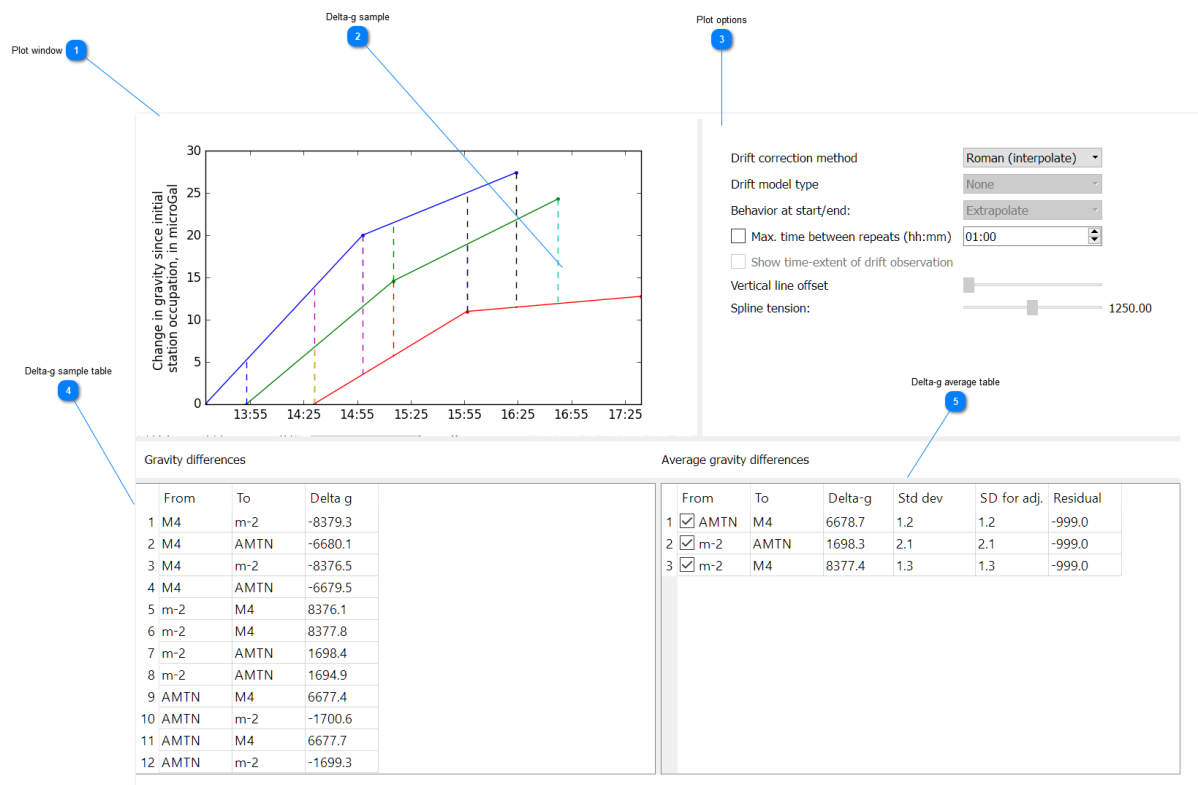 Delta-g sample
2
Plot options
3
Plot window 1
30
25
20
15
10
5
0
Change in gravity since initial
station occupation, in microGal
13:55 14:25 14:55 15:25 15:55 16:25 16:55 17:25
Drift correction method Roman (interpolate)
Drift model type None
Behavior at start/end: Extrapolate
Max. time between repeats (hh:mm) 01:00
Show time-extent of drift observation
Vertical line offset
Spline tension: 1250.00
Delta-g sample table
4
Delta-g average table
5
Gravity differences
From To Delta g
1 M4 m-2 -8379.3
2 M4 AMTN -6680.1
3 M4 m-2 -8376.5
4 M4 AMTN -6679.5
5 m-2 M4 8376.1
6 m-2 M4 8377.8
7 m-2 AMTN 1698.4
8 m-2 AMTN 1694.9
9 AMTN M4 6677.4
10 AMTN m-2 -1700.6
11 AMTN M4 6677.7
12 AMTN m-2 -1699.3
Average gravity differences
From To Delta-g Std dev SD for adj. Residual
1 AMTN M4 6678.7 1.2 1.2 -999.0
2 m-2 AMTN 1698.3 2.1 2.1 -999.0
3 m-2 M4 8377.4 1.3 1.3 -999.0